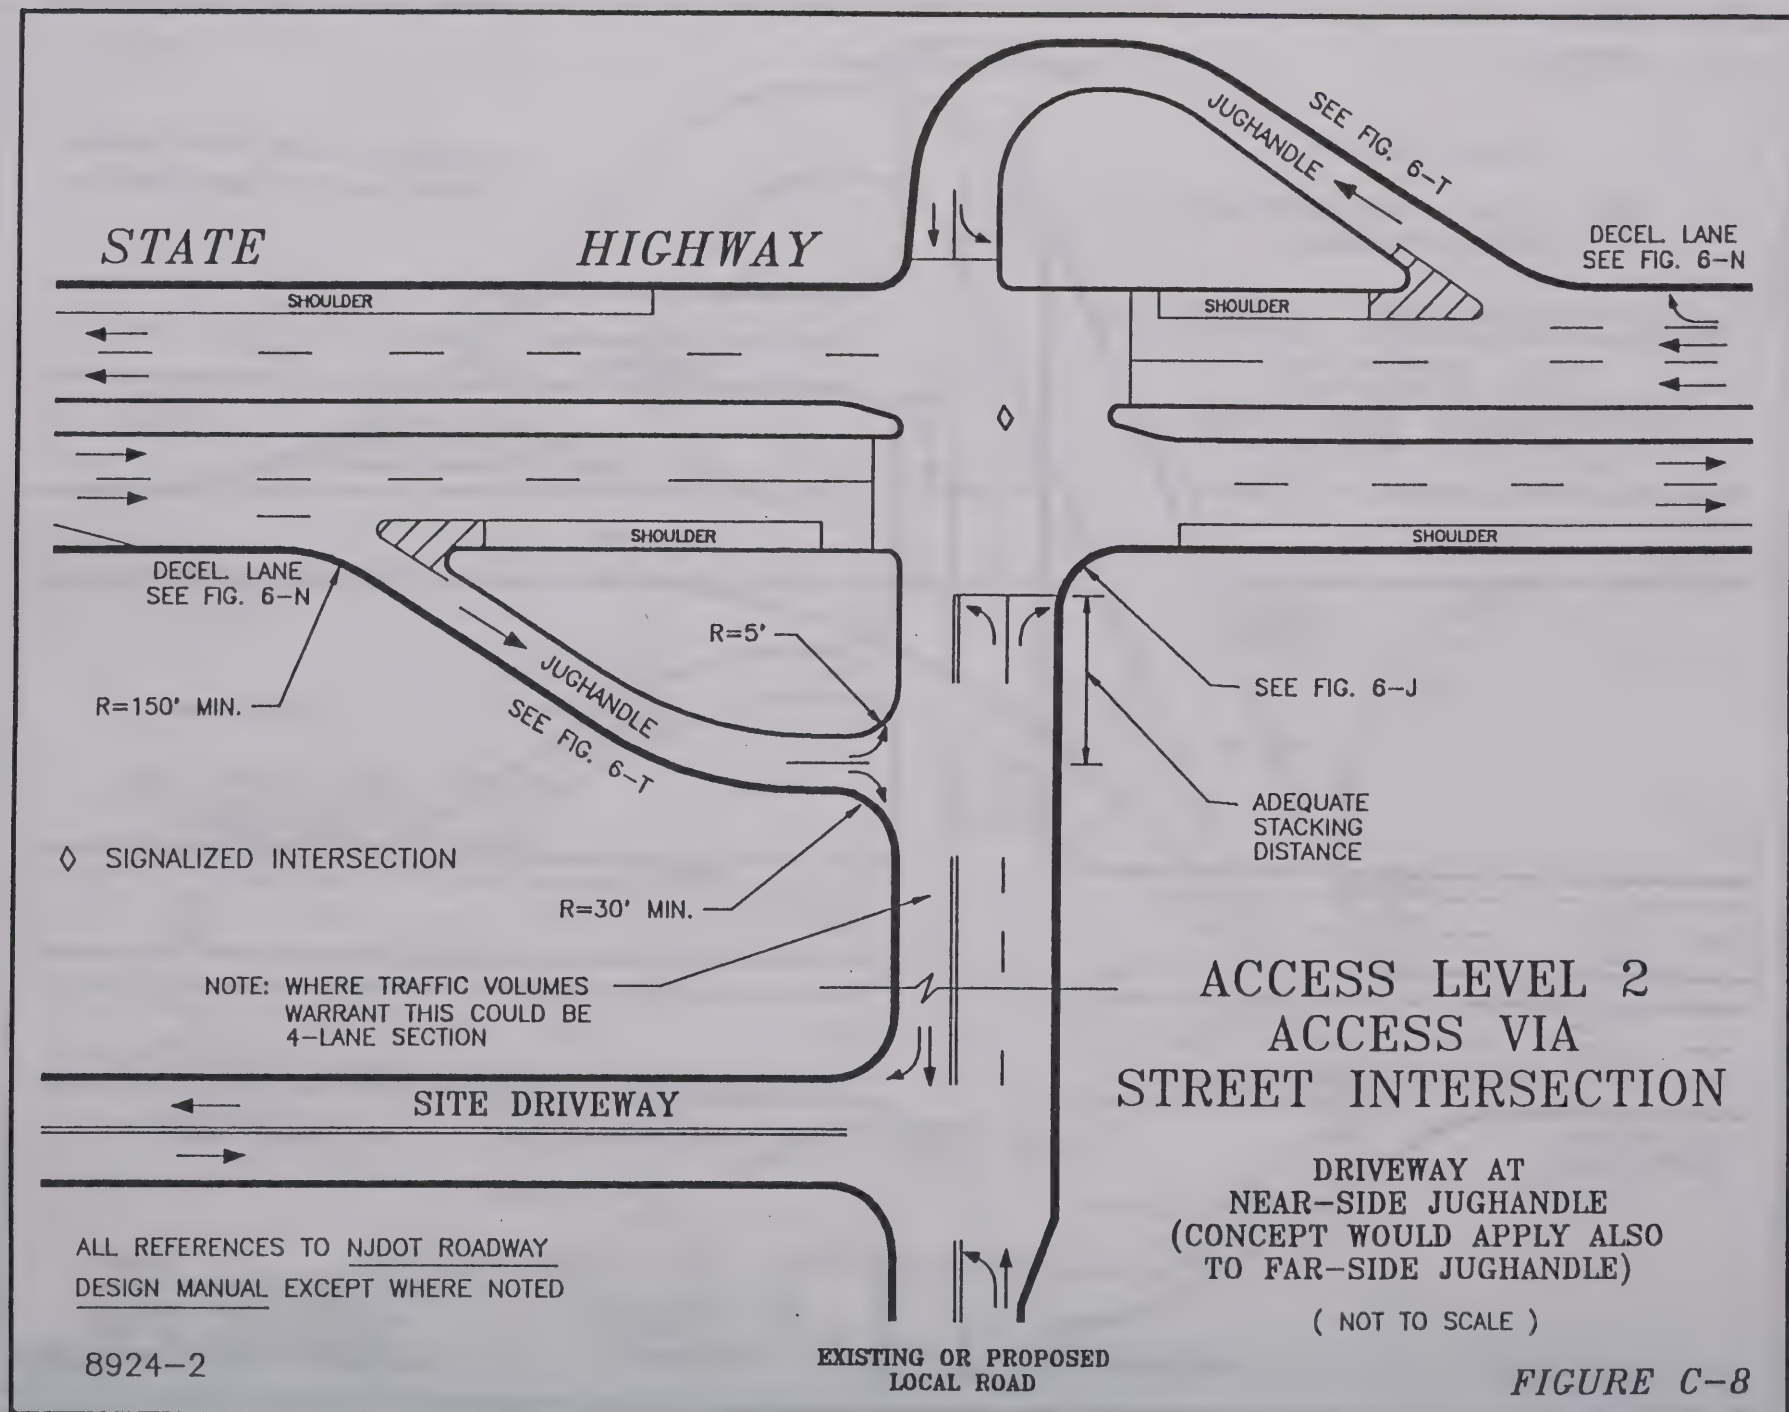 SEE FIG. 6-T
JUGHANDLE
STATE HIGHWAY
DECEL. LANE
SEE FIG. 6-N
SHOULDER
SHOULDER
SHOULDER
SHOULDER
DECEL. LANE
SEE FIG. 6-N
R=5'
R=150' MIN.
JUGHANDLE
SEE FIG. 6-T
SEE FIG. 6-J
ADEQUATE
STACKING
DISTANCE
◊ SIGNALIZED INTERSECTION
R=30' MIN.
NOTE: WHERE TRAFFIC VOLUMES
WARRANT THIS COULD BE
4-LANE SECTION
ACCESS LEVEL 2
ACCESS VIA
STREET INTERSECTION
SITE DRIVEWAY
DRIVEWAY AT
NEAR-SIDE JUGHANDLE
(CONCEPT WOULD APPLY ALSO
TO FAR-SIDE JUGHANDLE)
( NOT TO SCALE )
ALL REFERENCES TO NJDOT ROADWAY
DESIGN MANUAL EXCEPT WHERE NOTED
8924-2
EXISTING OR PROPOSED
LOCAL ROAD
FIGURE C-8